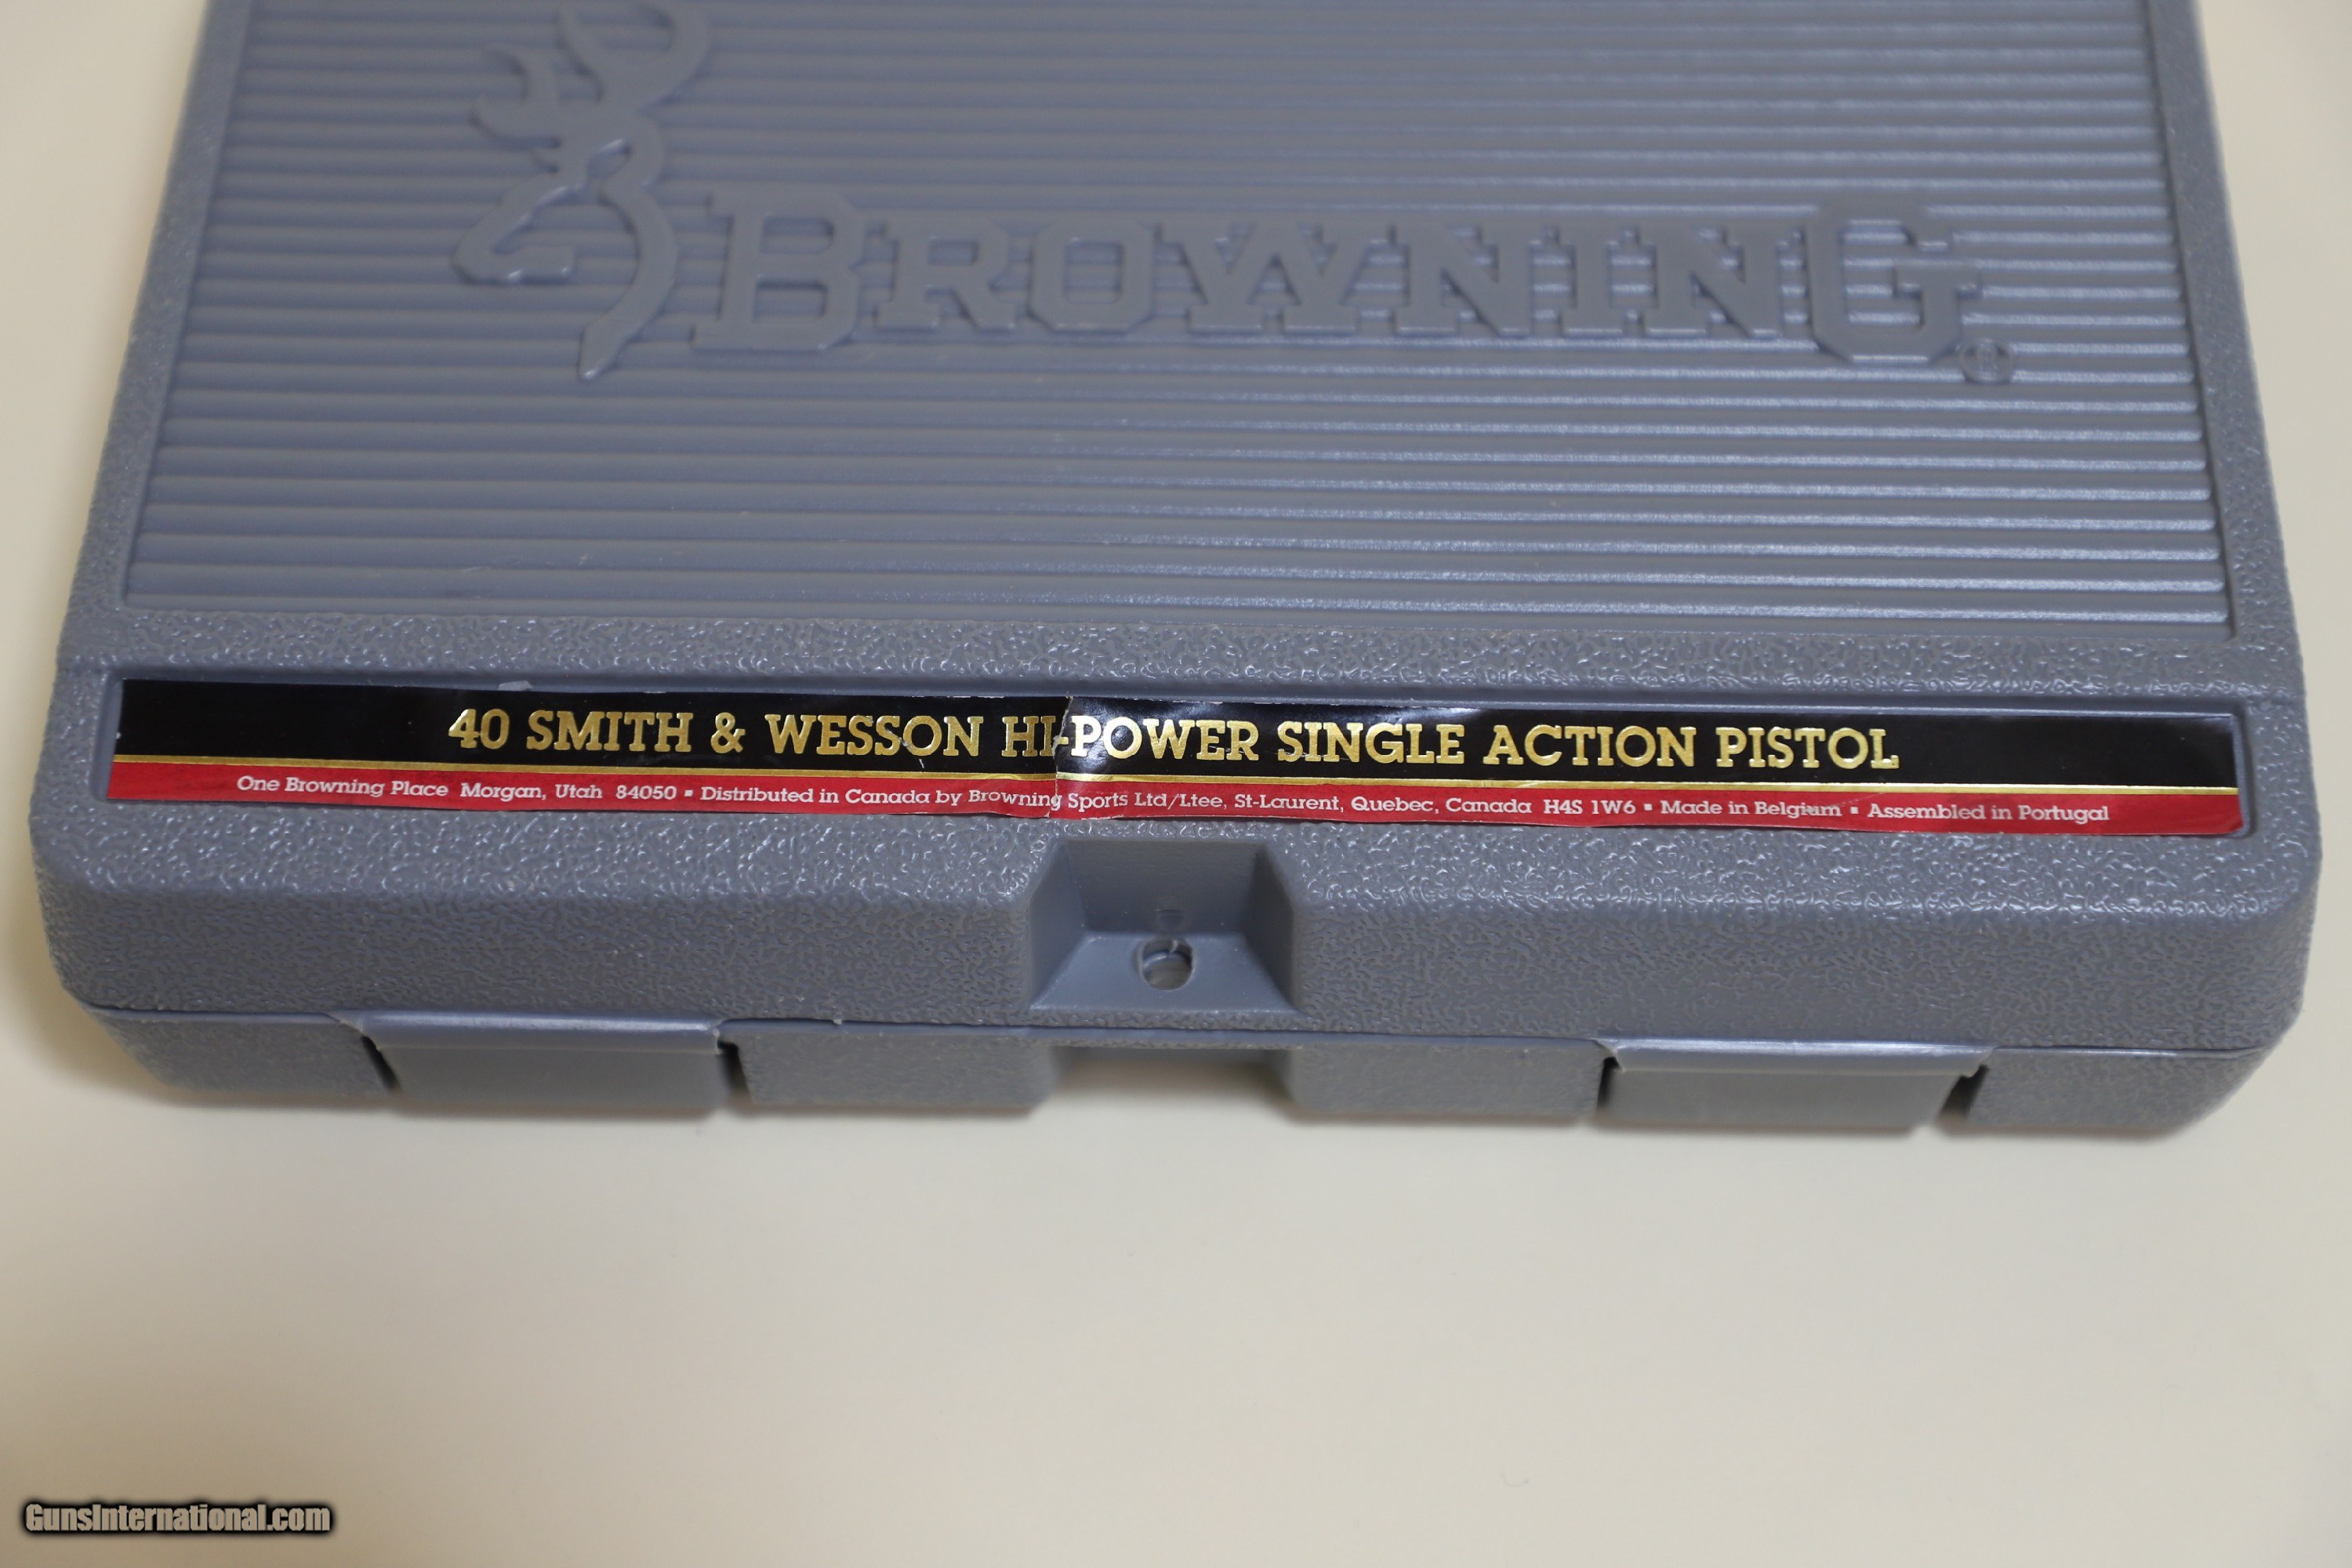 BROWNING®
40 SMITH & WESSON HI-POWER SINGLE ACTION PISTOL
One Browning Place Morgan, Utah 84050 ▪ Distributed in Canada by Browning Sports Ltd/Ltee, St-Laurent, Quebec, Canada H4S 1W6 ▪ Made in Belgium ▪ Assembled in Portugal
GunsInternational.com